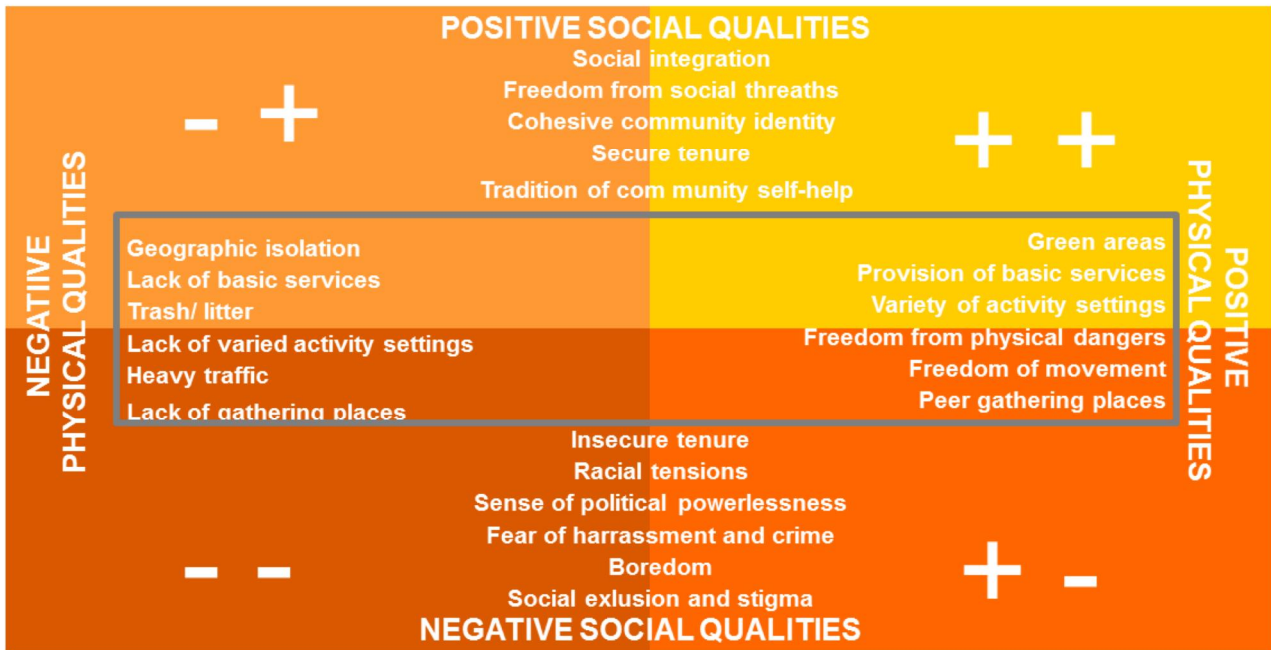 POSITIVE SOCIAL QUALITIES
Social integration
Freedom from social threaths
Cohesive community identity
Secure tenure
Tradition of com munity self-help
- +
+ +
NEGATIIVE
PHYSICAL QUALITIES
Geographic isolation
Lack of basic services
Trash/ litter
Lack of varied activity settings
Heavy traffic
Lack of gathering places
Green areas
Provision of basic services
Variety of activity settings
Freedom from physical dangers
Freedom of movement
Peer gathering places
POSITIVE
PHYSICAL QUALITIES
Insecure tenure
Racial tensions
Sense of political powerlessness
Fear of harrassment and crime
Boredom
Social exlusion and stigma
- -
+ -
NEGATIVE SOCIAL QUALITIES